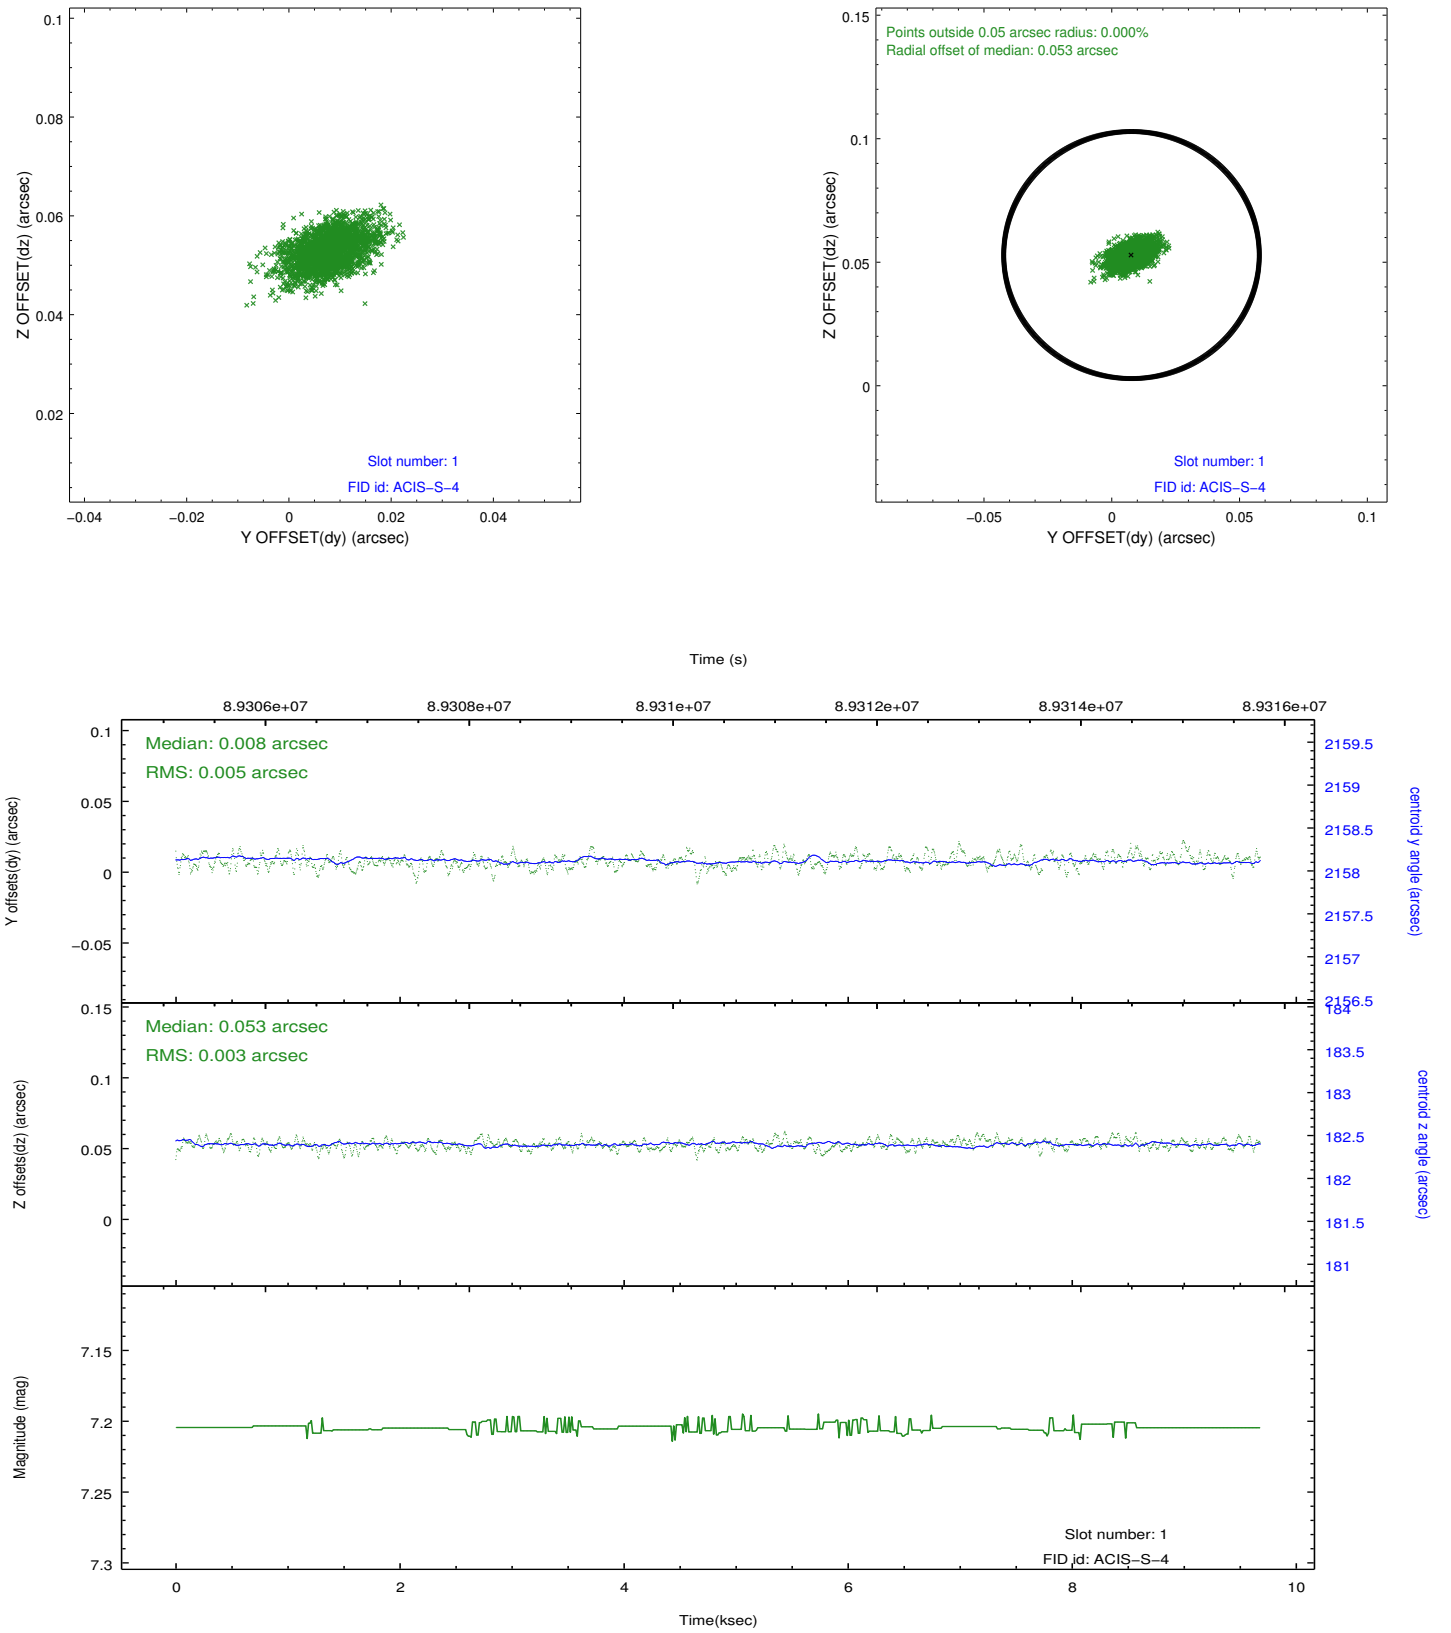 0.1
0.08
0.06
0.04
0.02
Z OFFSET(dz) (arcsec)
Slot number: 1
FID id: ACIS−S−4
−0.04
−0.02
0
0.02
0.04
Y OFFSET(dy) (arcsec)
0.15
0.1
0.05
0
Z OFFSET(dz) (arcsec)
Points outside 0.05 arcsec radius: 0.000%
Radial offset of median: 0.053 arcsec
Slot number: 1
FID id: ACIS−S−4
−0.05
0
0.05
0.1
Y OFFSET(dy) (arcsec)
Time (s)
8.9306e+07
8.9308e+07
8.931e+07
8.9312e+07
8.9314e+07
8.9316e+07
0.1
0.05
0
−0.05
Y offsets(dy) (arcsec)
Median: 0.008 arcsec
RMS: 0.005 arcsec
2159.5
2159
2158.5
2158
2157.5
2157
2156.5
centroid y angle (arcsec)
0.15
0.1
0.05
0
Z offsets(dz) (arcsec)
Median: 0.053 arcsec
RMS: 0.003 arcsec
184
183.5
183
182.5
182
181.5
181
centroid z angle (arcsec)
7.15
7.2
7.25
7.3
Magnitude (mag)
Slot number: 1
FID id: ACIS−S−4
0
2
4
6
8
10
Time(ksec)